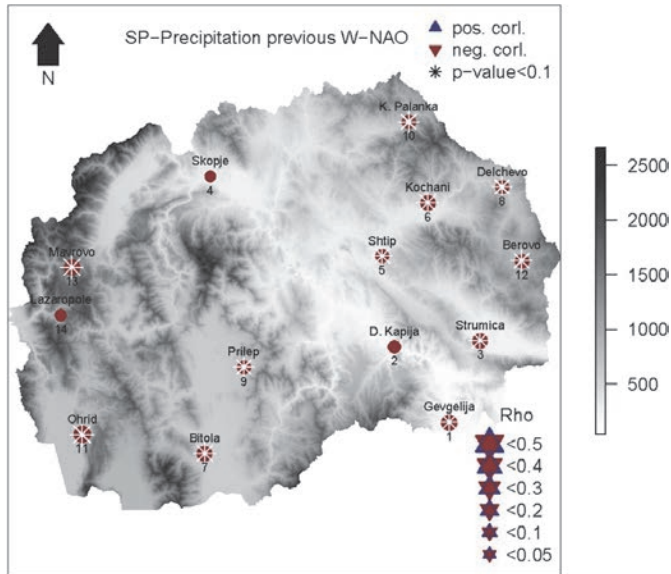 SP-Precipitation previous W-NAO
N
pos. corl.
neg. corl.
p-value<0.1
K. Palanka
10
Skopje
4
Delchevo
8
Kochani
6
Shtip
5
Berovo
12
Mavrovo
13
Lazaropole
14
D. Kapija
2
Strumica
3
Prilep
9
Gevgelija
1
Ohrid
11
Bitola
7
Rho
<0.5
<0.4
<0.3
<0.2
<0.1
<0.05
2500
2000
1500
1000
500